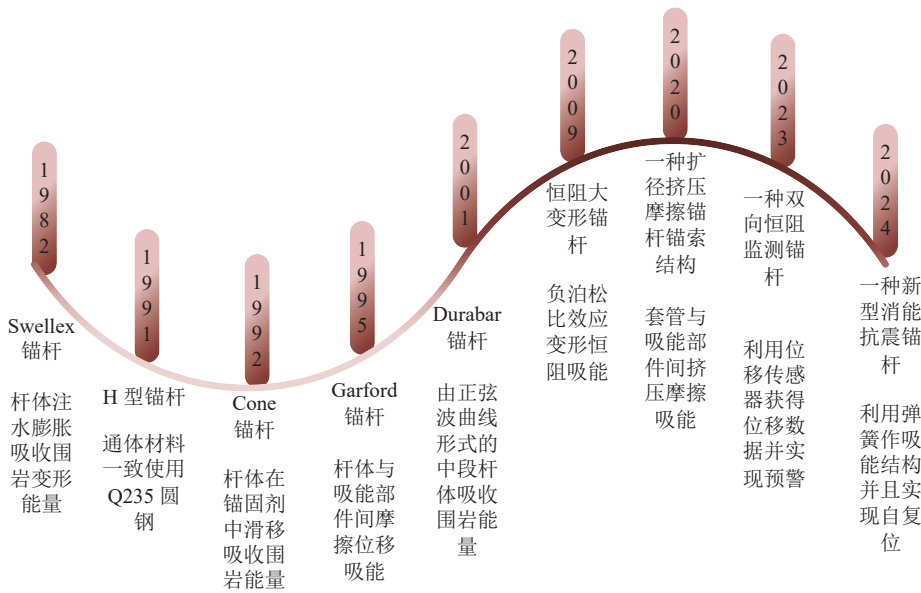 1982
Swellex
锚杆
杆体注
水膨胀
吸收围
岩变形
能量
1991
H 型锚杆
通体材料
一致使用
Q235 圆
钢
1992
Cone
锚杆
杆体在
锚固剂
中滑移
吸收围
岩能量
1995
Garford
锚杆
杆体与
吸能部
件间摩
擦位移
吸能
2001
Durabar
锚杆
由正弦
波曲线
形式的
中段杆
体吸收
围岩能
量
2009
恒阻大
变形锚
杆
负泊松
比效应
变形恒
阻吸能
2020
一种扩
径挤压
摩擦锚
杆锚索
结构
套管与
吸能部
件间挤
压摩擦
吸能
2023
一种双
向恒阻
监测锚
杆
利用位
移传感
器获得
位移数
据并实
现预警
2024
一种新
型消能
抗震锚
杆
利用弹
簧作吸
能结构
并且实
现自复
位